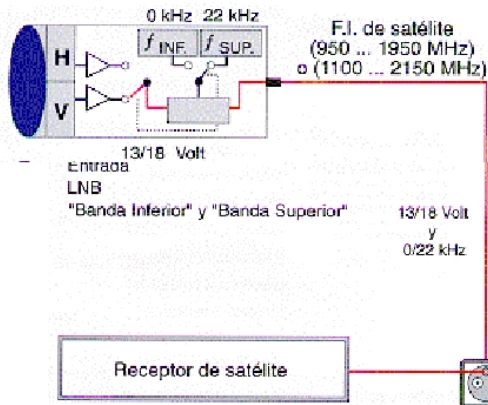 0 kHz 22 kHz
H
f INF. f SUP.
V
F.I. de satélite
(950 ... 1950 MHz)
o (1100 ... 2150 MHz)
13/18 Volt
Entrada
LNB
"Banda Inferior" y "Banda Superior"
13/18 Volt
y
0/22 kHz
Receptor de satélite